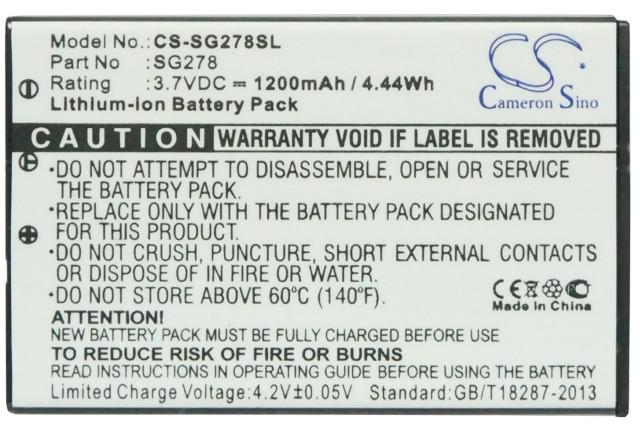 Model No.: CS-SG278SL
Part No.: SG278
Rating : 3.7VDC = 1200mAh / 4.44Wh
Lithium-ion Battery Pack
CS
Cameron Sino
CAUTION WARRANTY VOID IF LABEL IS REMOVED
•DO NOT ATTEMPT TO DISASSEMBLE, OPEN OR SERVICE
THE BATTERY PACK.
•REPLACE ONLY WITH THE BATTERY PACK DESIGNATED
FOR THIS PRODUCT.
•DO NOT CRUSH, PUNCTURE, SHORT EXTERNAL CONTACTS
OR DISPOSE OF IN FIRE OR WATER.
•DO NOT STORE ABOVE 60°C (140°F).
CE
Made in China
ATTENTION!
NEW BATTERY PACK MUST BE FULLY CHARGED BEFORE USE
TO REDUCE RISK OF FIRE OR BURNS
READ INSTRUCTIONS IN DEPLETING AND CHARGING BATTERY
Limited Charge Voltage:4.2V±0.05V Standard:GB/T18287-2013